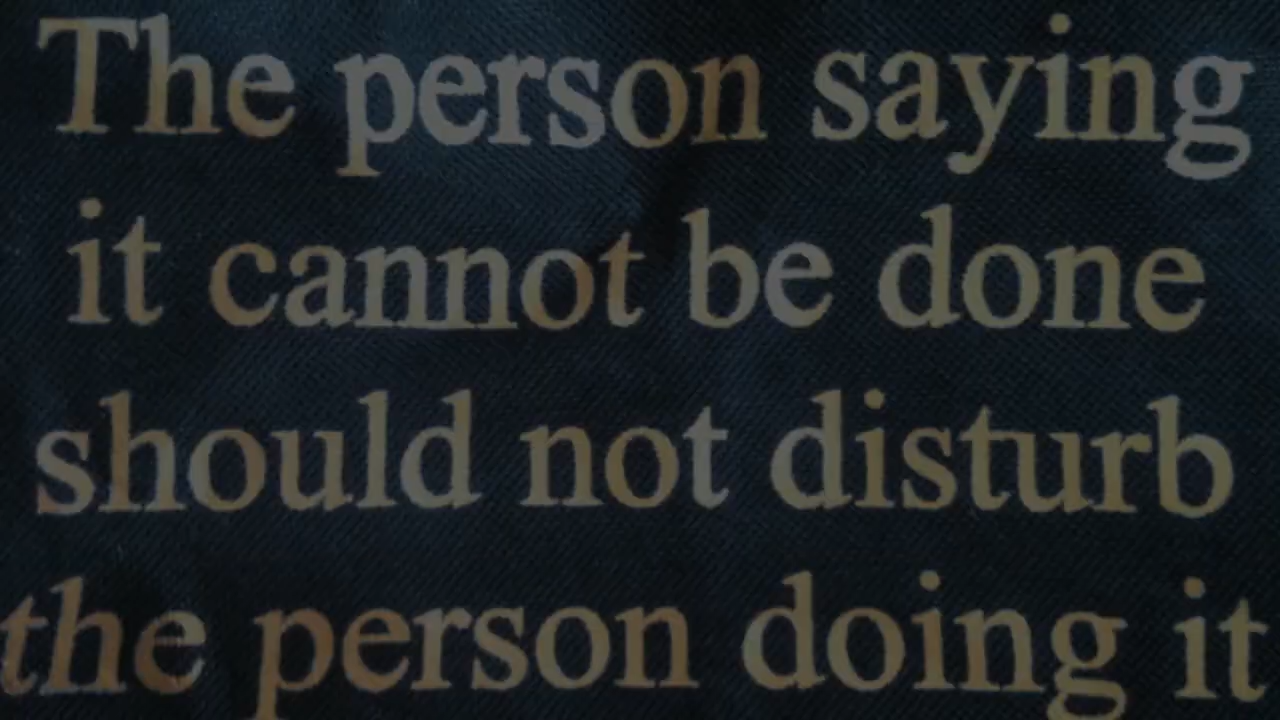 The person saying
it cannot be done
should not disturb
the person doing it